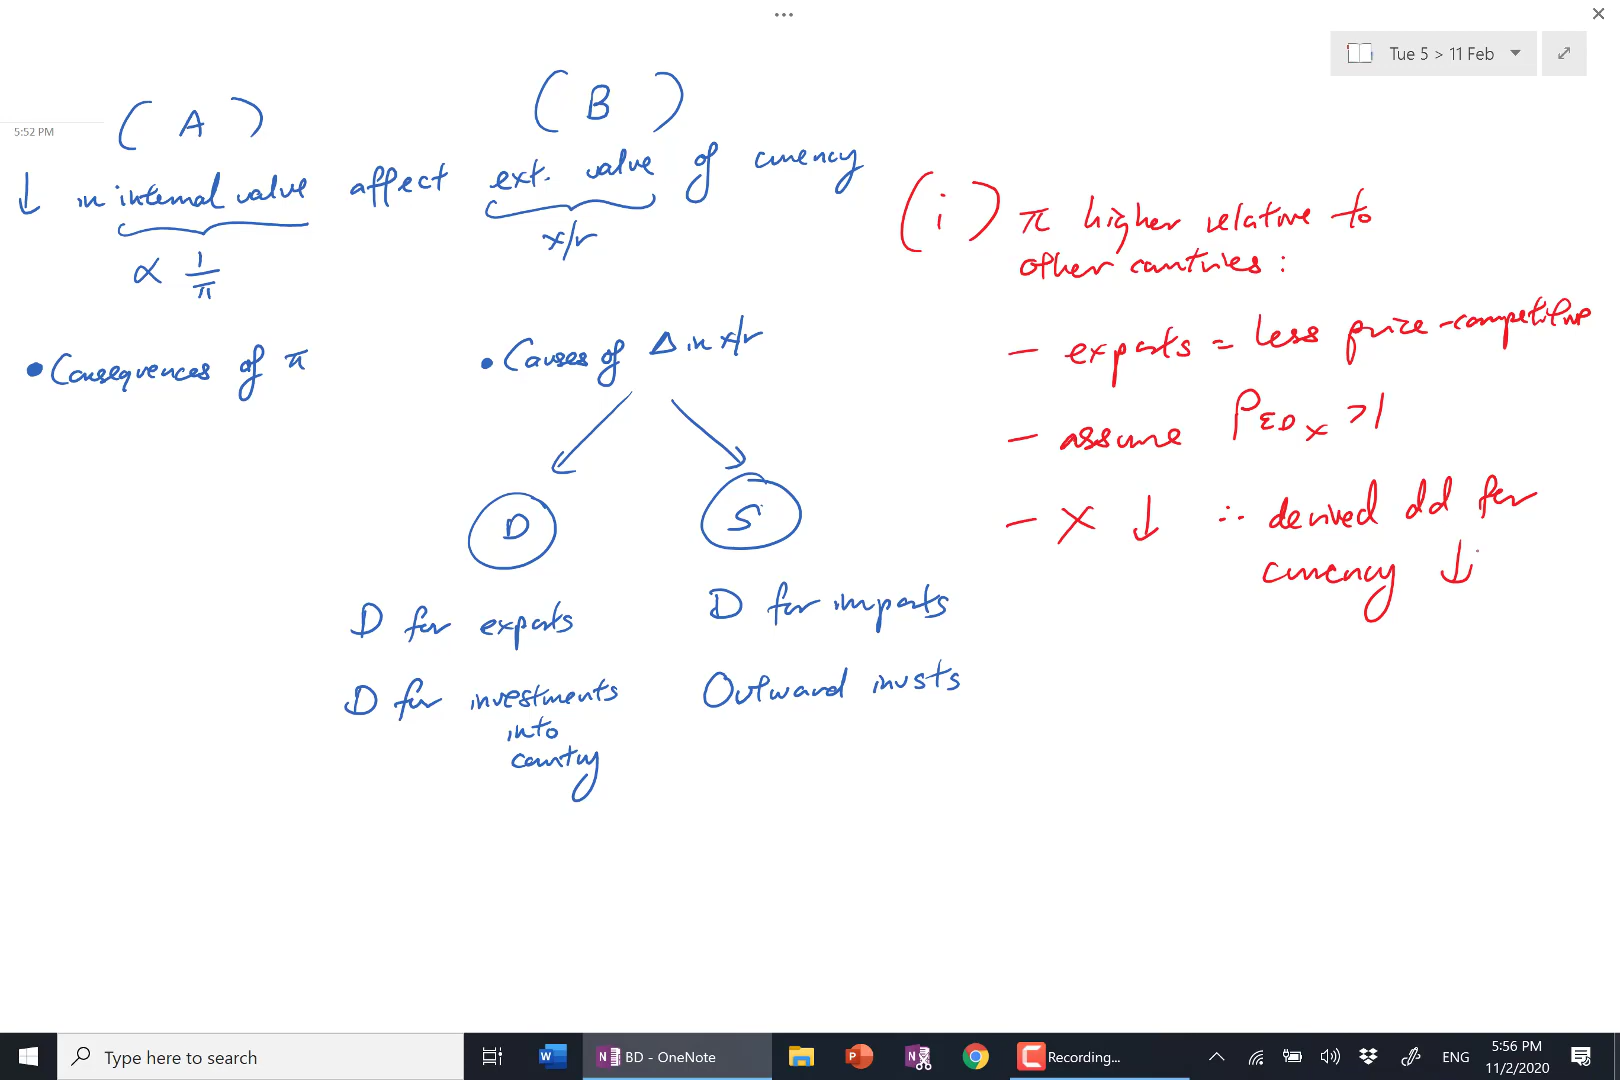 Tue 5 > 11 Feb
5:52 PM
( A )
( B )
↓ in internal value affect ext. value of currency
∝ 1/π
x/r
• Consequences of π
• Causes of Δ in x/r
D
S
D for exports
D for investments
into
country
D for imports
Outward invsts
(i) π higher relative to
other countries :
– exports = less price-competitive
– assume PED x >1
– X ↓ ∴ derived dd for
currency ↓
Type here to search
BD - OneNote
Recording...
ENG
5:56 PM
11/2/2020